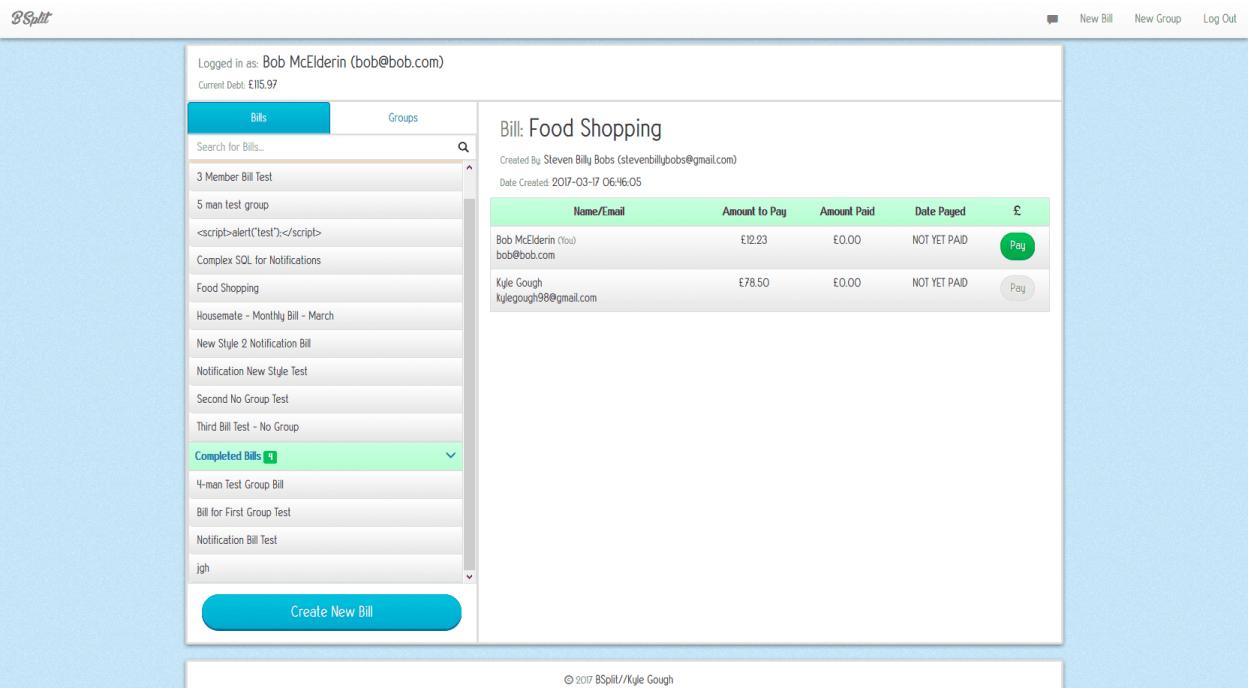 BSplit
New Bill
New Group
Log Out
Logged in as: Bob McElderin (bob@bob.com)
Current Debt: £115.97
Bills
Groups
Search for Bills...
3 Member Bill Test
5 man test group
<script>alert("test");</script>
Complex SQL for Notifications
Food Shopping
Housemate - Monthly Bill - March
New Style 2 Notification Bill
Notification New Style Test
Second No Group Test
Third Bill Test - No Group
Completed Bills 4
4-man Test Group Bill
Bill for First Group Test
Notification Bill Test
jgh
Create New Bill
Bill: Food Shopping
Created By: Steven Billy Bobs (stevenbillybobs@gmail.com)
Date Created: 2017-03-17 06:46:05
Name/Email Amount to Pay Amount Paid Date Payed £
Bob McElderin (You) £12.23 £0.00 NOT YET PAID Pay
bob@bob.com
Kyle Gough £78.50 £0.00 NOT YET PAID Pay
kylegough98@gmail.com
© 2017 BSplit//Kyle Gough